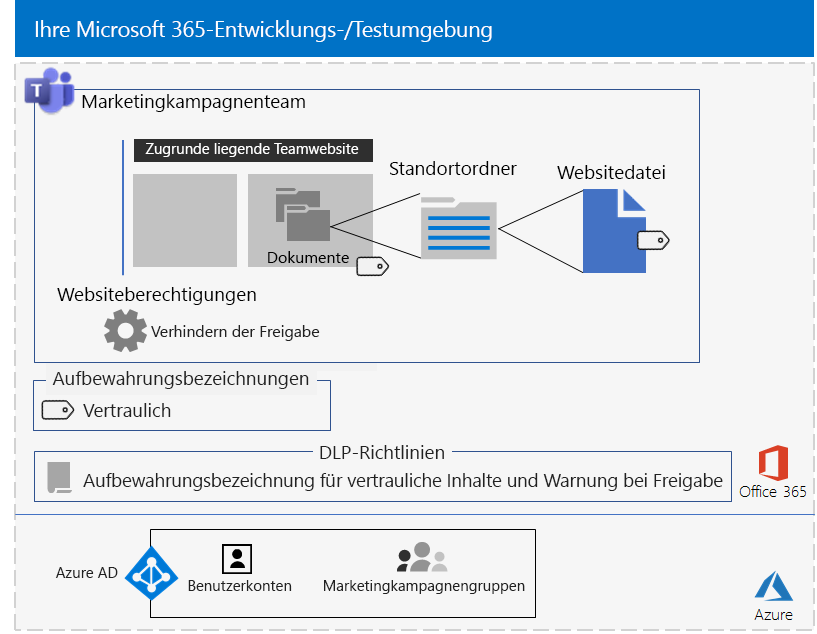 Ihre Microsoft 365-Entwicklungs-/Testumgebung
T
Marketingkampagnenteam
Zugrunde liegende Teamwebsite
Standortordner
Websitedatei
Dokumente
Websiteberechtigungen
Verhindern der Freigabe
Aufbewahrungsbezeichnungen
Vertraulich
DLP-Richtlinien
Aufbewahrungsbezeichnung für vertrauliche Inhalte und Warnung bei Freigabe
Office 365
Azure AD
Benutzerkonten
Marketingkampagnengruppen
Azure